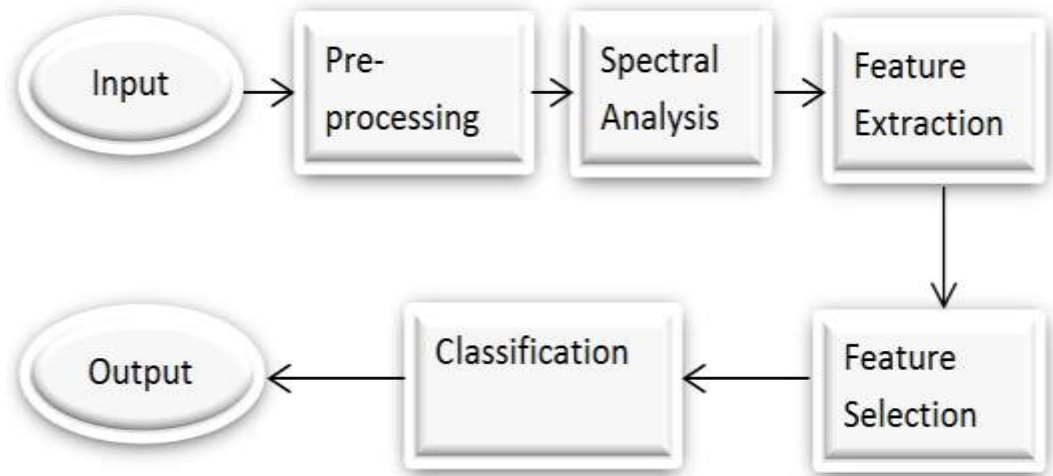 Input
Pre-
processing
Spectral
Analysis
Feature
Extraction
Feature
Selection
Classification
Output